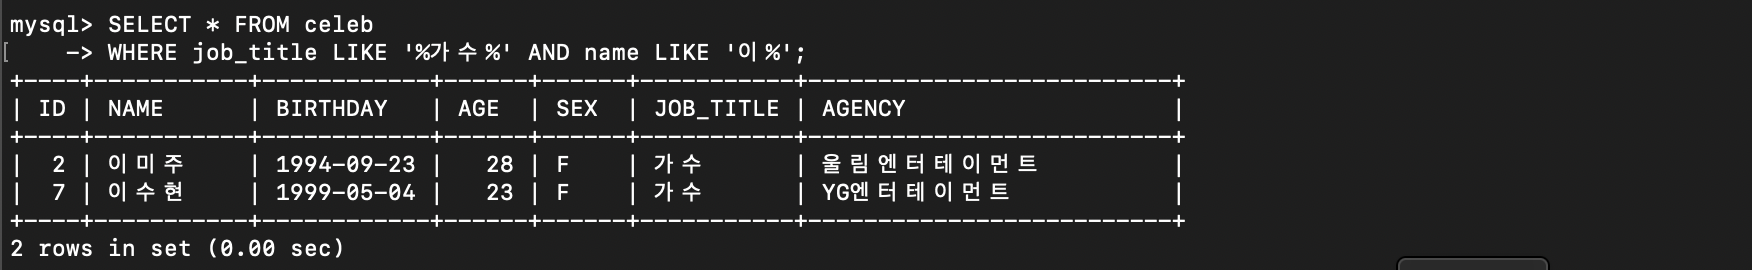 mysql> SELECT * FROM celeb
[    -> WHERE job_title LIKE '%가수%' AND name LIKE '이%';
+----+-----------+------------+------+------+-----------+--------------------------+
| ID | NAME      | BIRTHDAY   | AGE  | SEX  | JOB_TITLE | AGENCY                   |
+----+-----------+------------+------+------+-----------+--------------------------+
|  2 | 이미주    | 1994-09-23 |   28 | F    | 가수      | 울림엔터테이먼트         |
|  7 | 이수현    | 1999-05-04 |   23 | F    | 가수      | YG엔터테이먼트           |
+----+-----------+------------+------+------+-----------+--------------------------+
2 rows in set (0.00 sec)